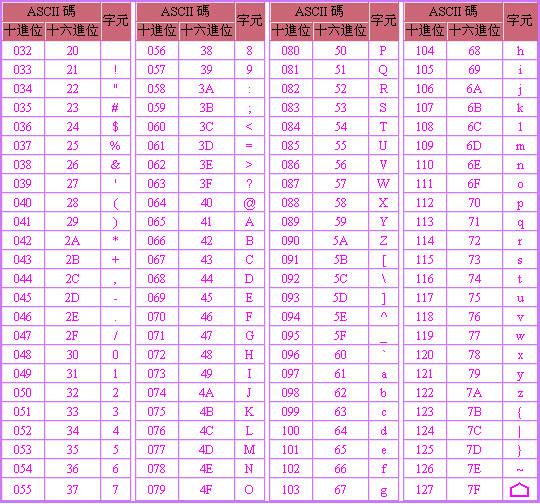 ASCII 碼 字元 ASCII 碼 字元 ASCII 碼 字元 ASCII 碼 字元
十進位 十六進位 十進位 十六進位 十進位 十六進位 十進位 十六進位
032 20 056 38 8 080 50 P 104 68 h
033 21 ! 057 39 9 081 51 Q 105 69 i
034 22 " 058 3A : 082 52 R 106 6A j
035 23 # 059 3B ; 083 53 S 107 6B k
036 24 $ 060 3C < 084 54 T 108 6C l
037 25 % 061 3D = 085 55 U 109 6D m
038 26 & 062 3E > 086 56 V 110 6E n
039 27 ' 063 3F ? 087 57 W 111 6F o
040 28 ( 064 40 @ 088 58 X 112 70 p
041 29 ) 065 41 A 089 59 Y 113 71 q
042 2A * 066 42 B 090 5A Z 114 72 r
043 2B + 067 43 C 091 5B [ 115 73 s
044 2C , 068 44 D 092 5C \ 116 74 t
045 2D - 069 45 E 093 5D ] 117 75 u
046 2E . 070 46 F 094 5E ^ 118 76 v
047 2F / 071 47 G 095 5F _ 119 77 w
048 30 0 072 48 H 096 60 ` 120 78 x
049 31 1 073 49 I 097 61 a 121 79 y
050 32 2 074 4A J 098 62 b 122 7A z
051 33 3 075 4B K 099 63 c 123 7B {
052 34 4 076 4C L 100 64 d 124 7C |
053 35 5 077 4D M 101 65 e 125 7D }
054 36 6 078 4E N 102 66 f 126 7E ~
055 37 7 079 4F O 103 67 g 127 7F ⌂